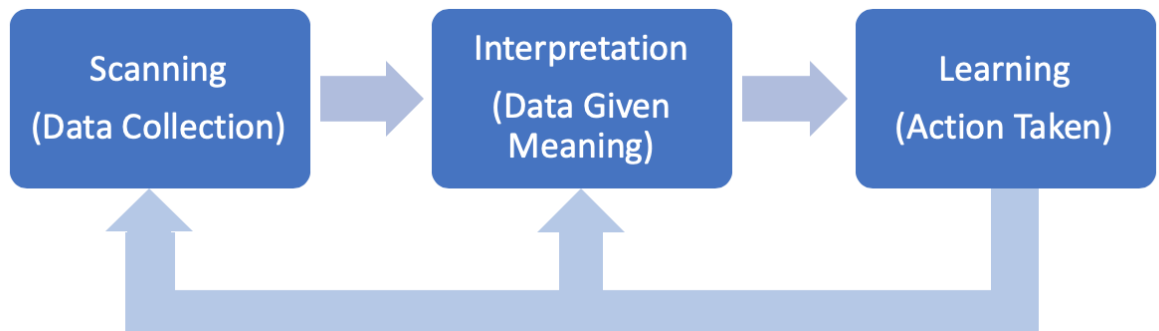 Scanning
(Data Collection)
Interpretation
(Data Given
Meaning)
Learning
(Action Taken)